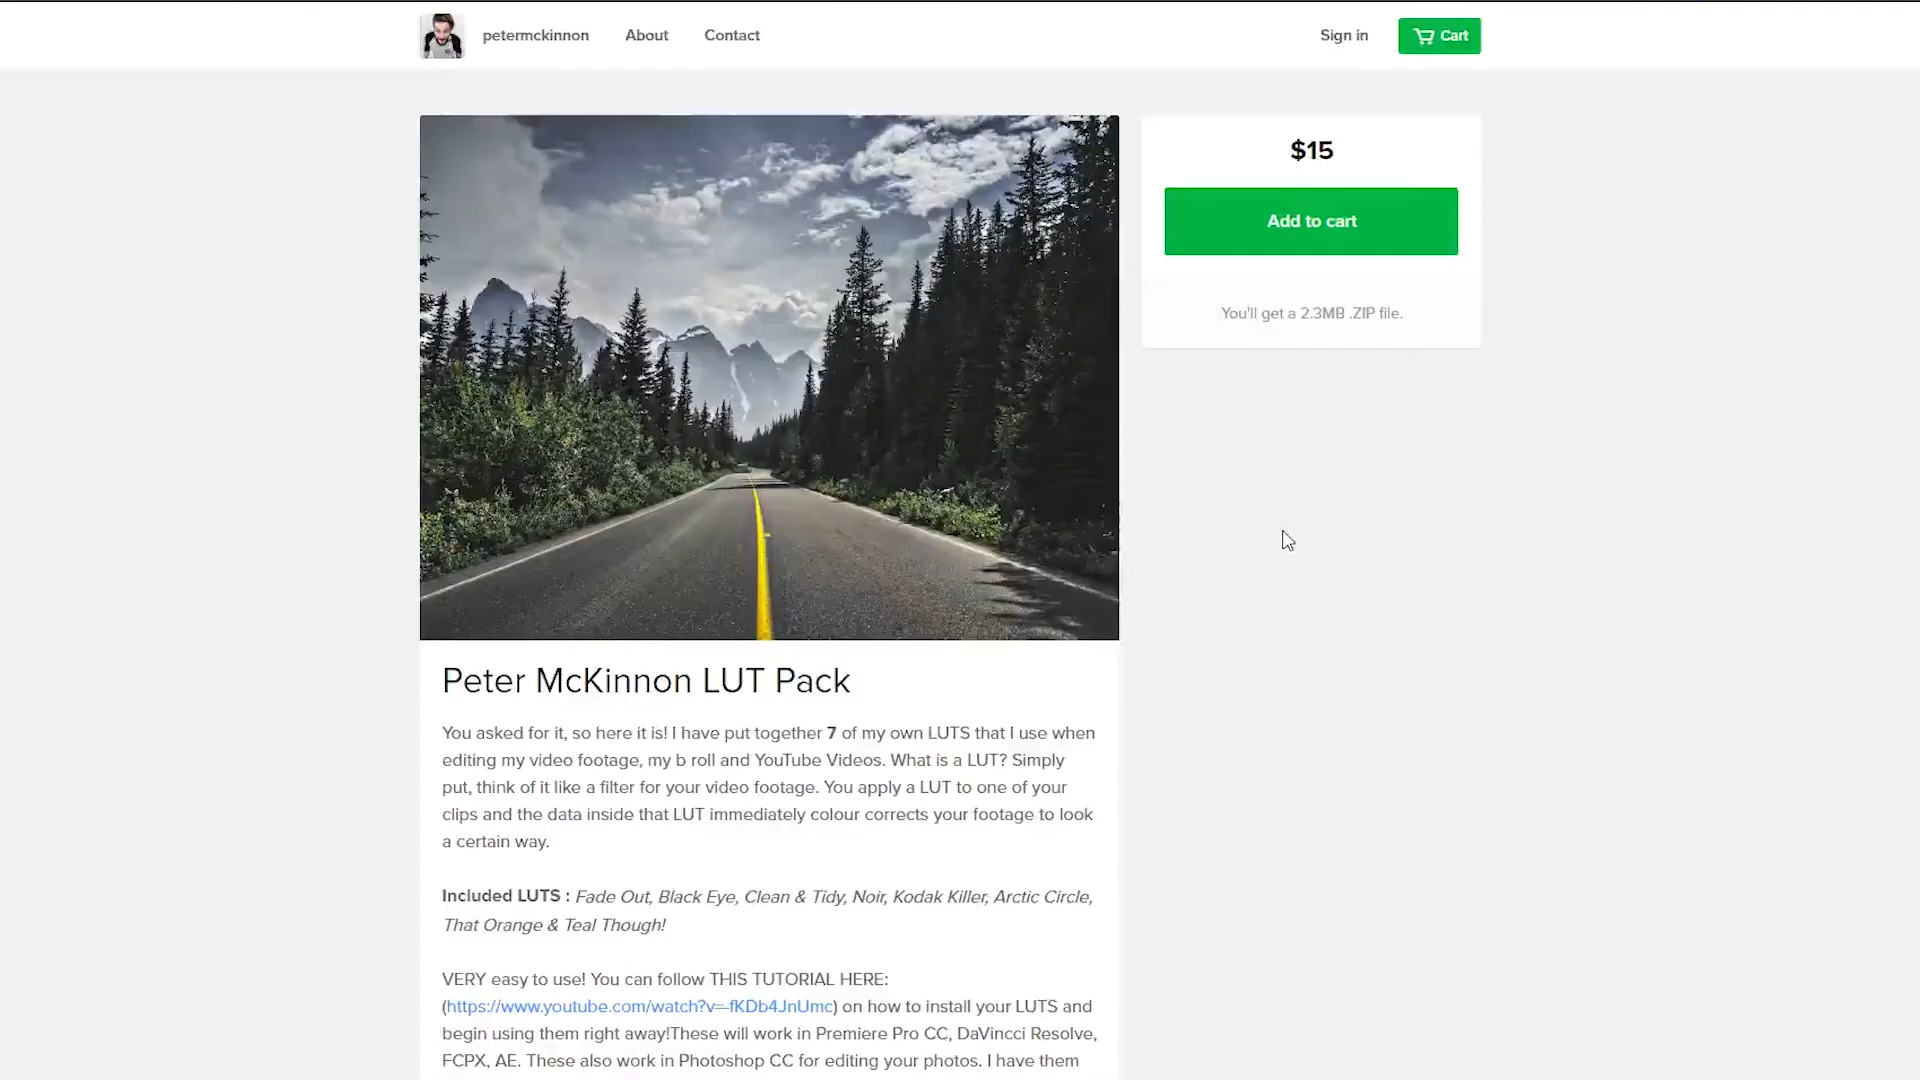 petermckinnon About Contact Sign in Cart
$15
Add to cart
You'll get a 2.3MB .ZIP file.
Peter McKinnon LUT Pack
You asked for it, so here it is! I have put together 7 of my own LUTS that I use when
editing my video footage, my b roll and YouTube Videos. What is a LUT? Simply
put, think of it like a filter for your video footage. You apply a LUT to one of your
clips and the data inside that LUT immediately colour corrects your footage to look
a certain way.
Included LUTS : Fade Out, Black Eye, Clean & Tidy, Noir, Kodak Killer, Arctic Circle,
That Orange & Teal Though!
VERY easy to use! You can follow THIS TUTORIAL HERE:
(https://www.youtube.com/watch?v=-fKDb4JnUmc) on how to install your LUTS and
begin using them right away!These will work in Premiere Pro CC, DaVincci Resolve,
FCPX, AE. These also work in Photoshop CC for editing your photos. I have them